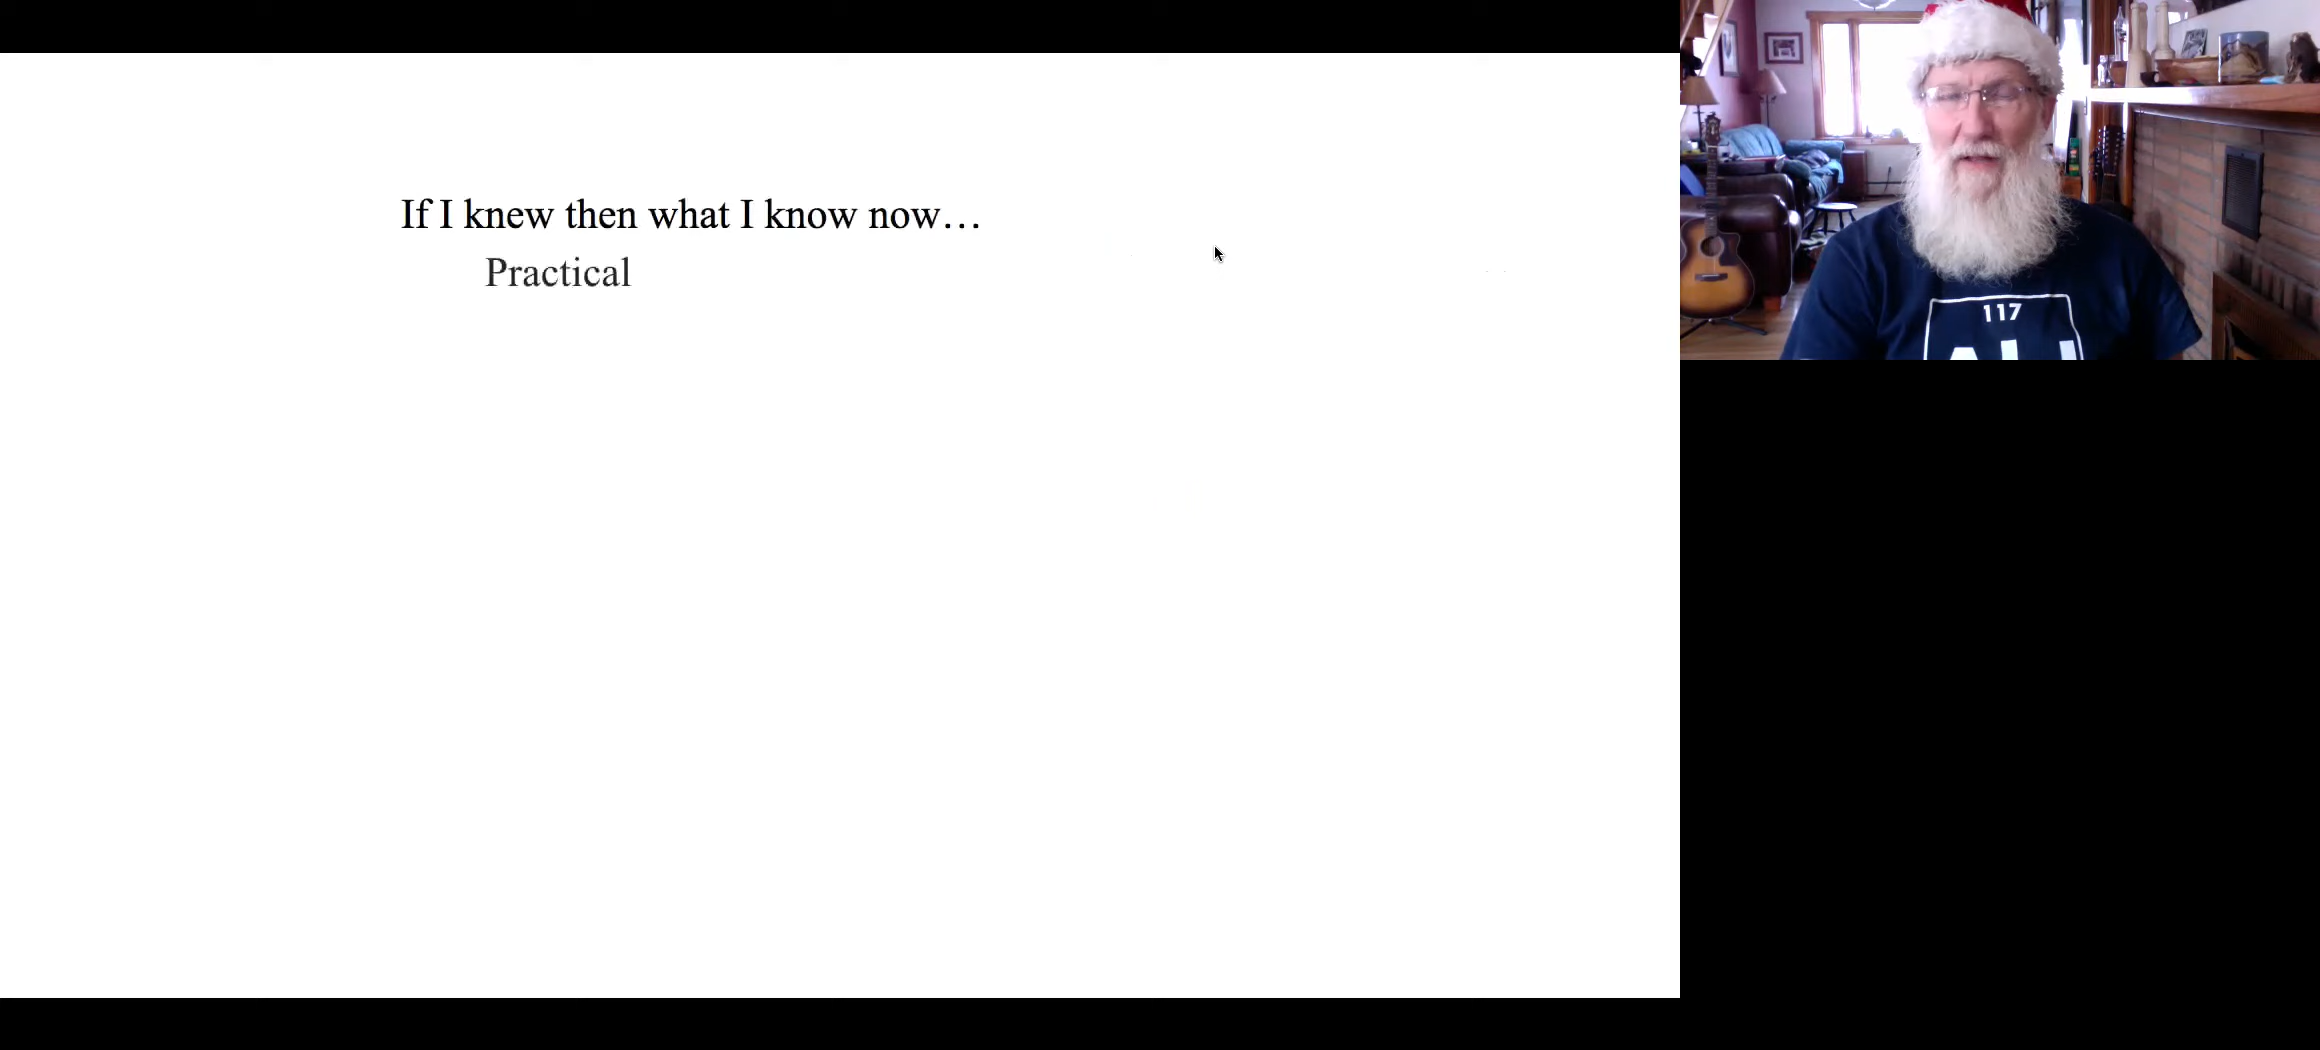 If I knew then what I know now…
Practical
117